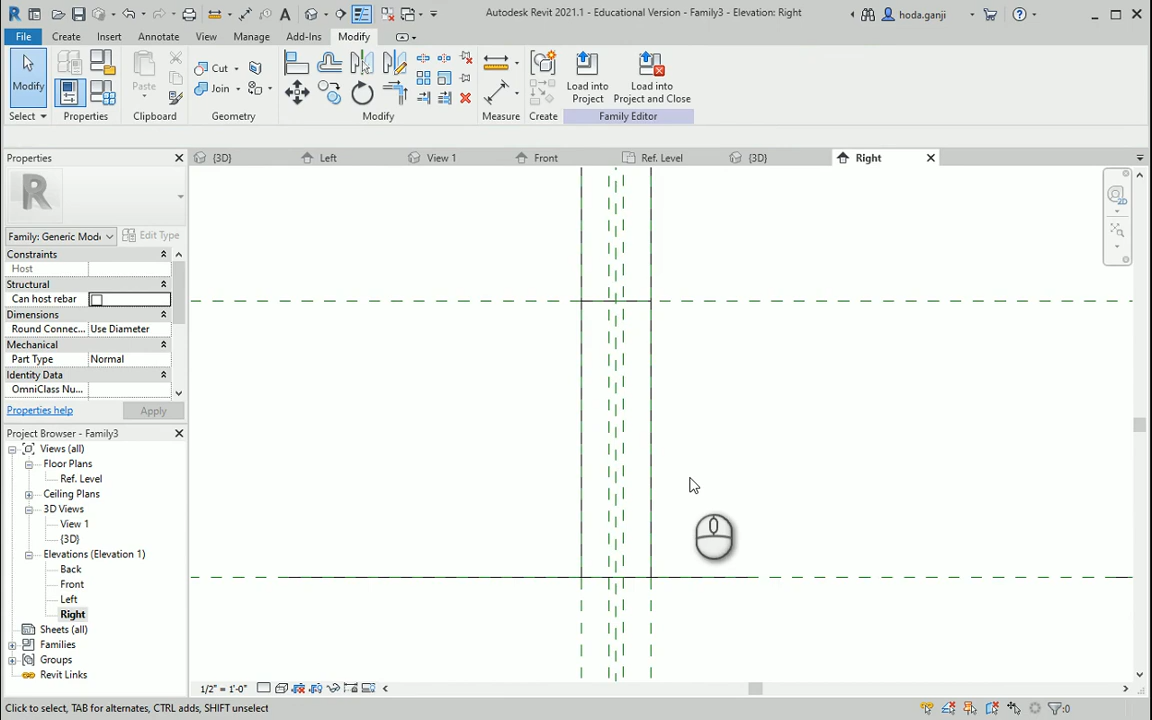 Autodesk Revit 2021.1 - Educational Version - Family3 - Elevation: Right
hoda.ganji
File Create Insert Annotate View Manage Add-Ins Modify
Modify
Paste
Cut
Join
Load into Project
Load into Project and Close
Select Properties Clipboard Geometry Modify Measure Create Family Editor
Properties
{3D} Left View 1 Front Ref. Level {3D} Right
Family: Generic Mode Edit Type
Constraints
Host
Structural
Can host rebar
Dimensions
Round Connec... Use Diameter
Mechanical
Part Type Normal
Identity Data
OmniClass Nu...
Properties help Apply
Project Browser - Family3
Views (all)
Floor Plans
Ref. Level
Ceiling Plans
3D Views
View 1
{3D}
Elevations (Elevation 1)
Back
Front
Left
Right
Sheets (all)
Families
Groups
Revit Links
2D
1/2" = 1'-0"
Click to select, TAB for alternates, CTRL adds, SHIFT unselect
:0